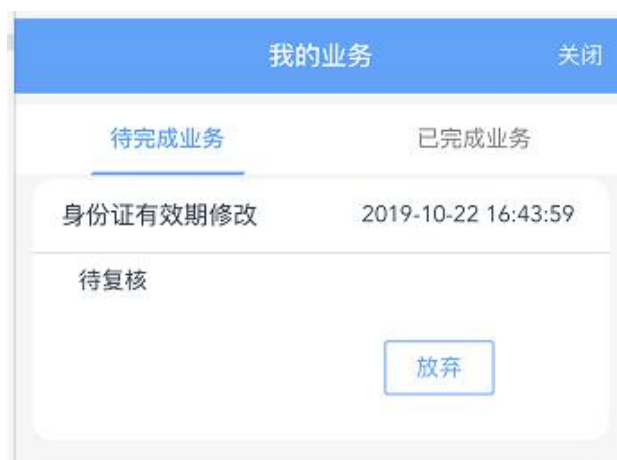 我的业务 关闭
待完成业务 已完成业务
身份证有效期修改 2019-10-22 16:43:59
待复核
放弃